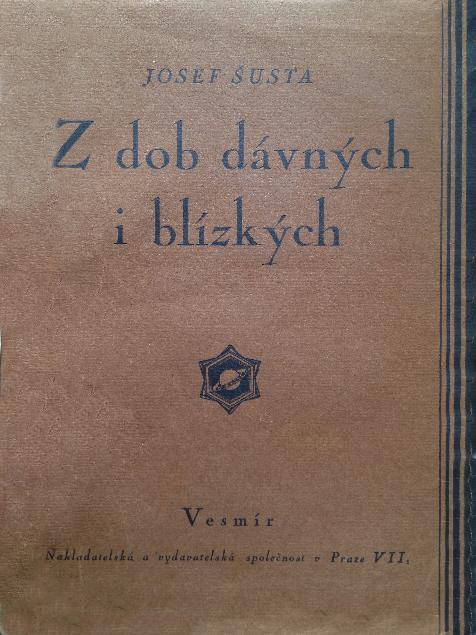 JOSEF ŠUSTA
Z dob dávných
i blízkých
Vesmír
Nakladatelská a vydavatelská společnost v Praze VII,